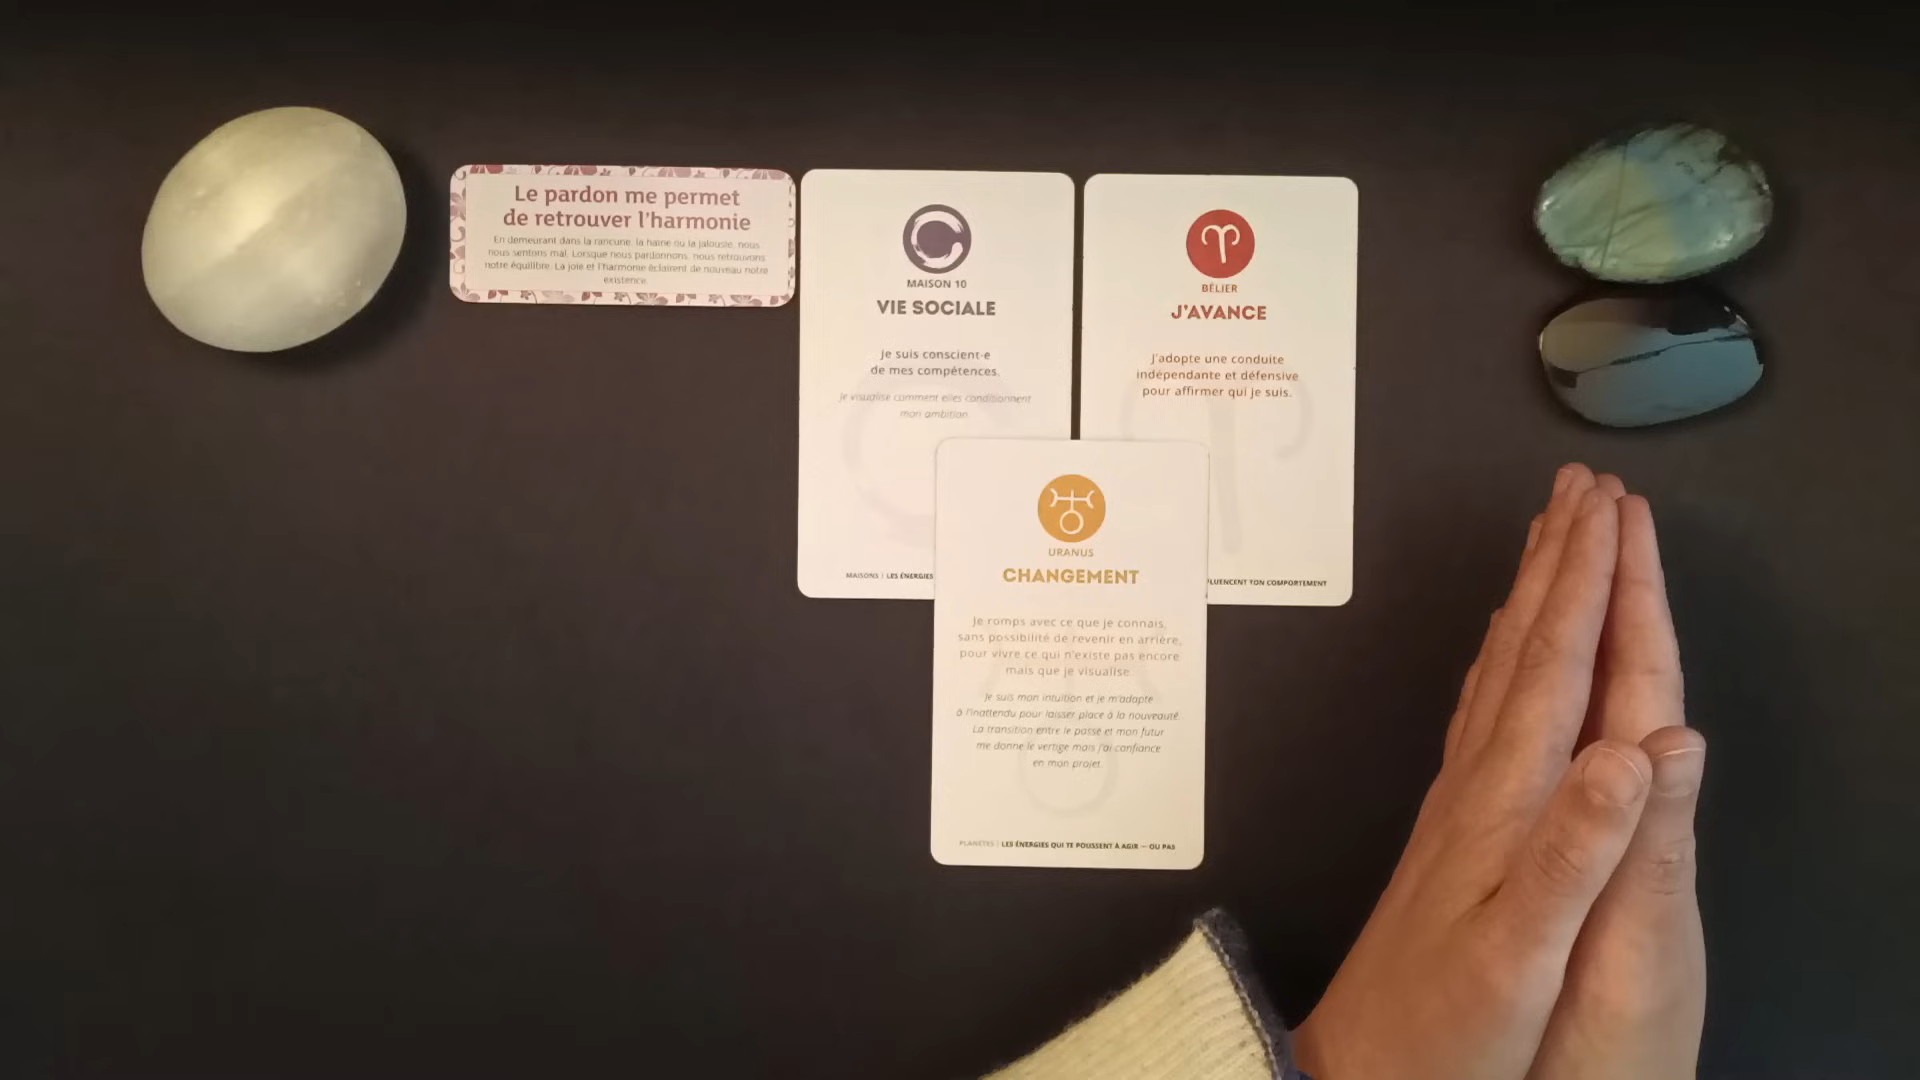 Le pardon me permet
de retrouver l'harmonie
En demeurant dans la rancune, la haine ou la jalousie, nous
nous sentons mal. Lorsque nous pardonnons, nous retrouvons
notre équilibre. La joie et l'harmonie éclairent de nouveau notre
existence.
MAISON 10
VIE SOCIALE
Je suis conscient·e
de mes compétences.
Je visualise comment elles conditionnent
mon ambition.
MAISONS | LES ÉNERGIES
BÉLIER
J'AVANCE
J'adopte une conduite
indépendante et défensive
pour affirmer qui je suis.
FLUENCENT TON COMPORTEMENT
URANUS
CHANGEMENT
Je romps avec ce que je connais,
sans possibilité de revenir en arrière,
pour vivre ce qui n'existe pas encore
mais que je visualise.
Je suis mon intuition et je m'adapte
à l'inattendu pour laisser place à la nouveauté.
La transition entre le passé et mon futur
me donne le vertige mais j'ai confiance
en mon projet.
PLANÈTES | LES ÉNERGIES QUI TE POUSSENT À AGIR — OU PAS